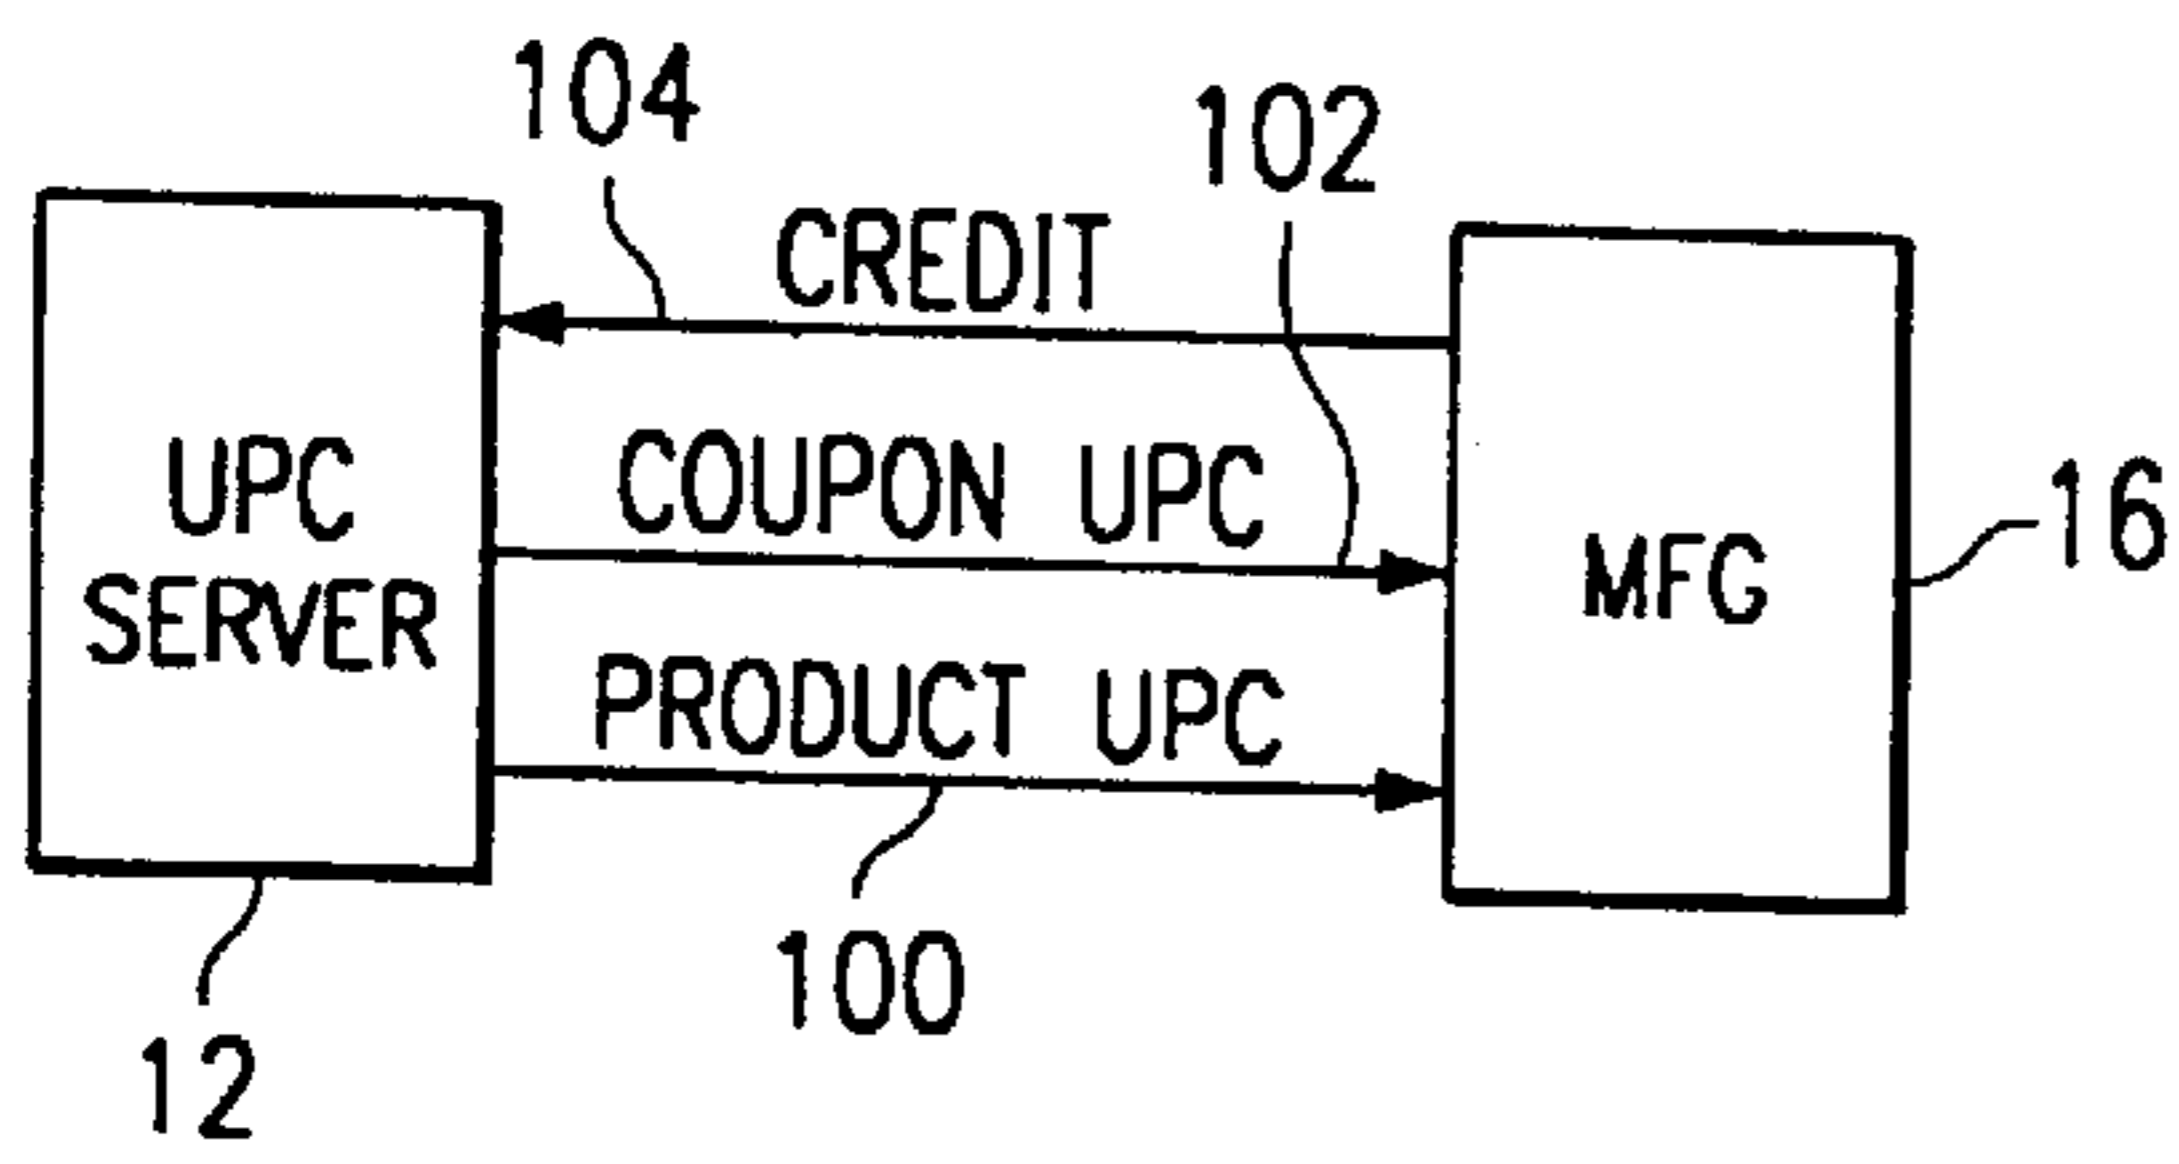 104
102
CREDIT
UPC
SERVER
COUPON UPC
MFG
16
PRODUCT UPC
100
12